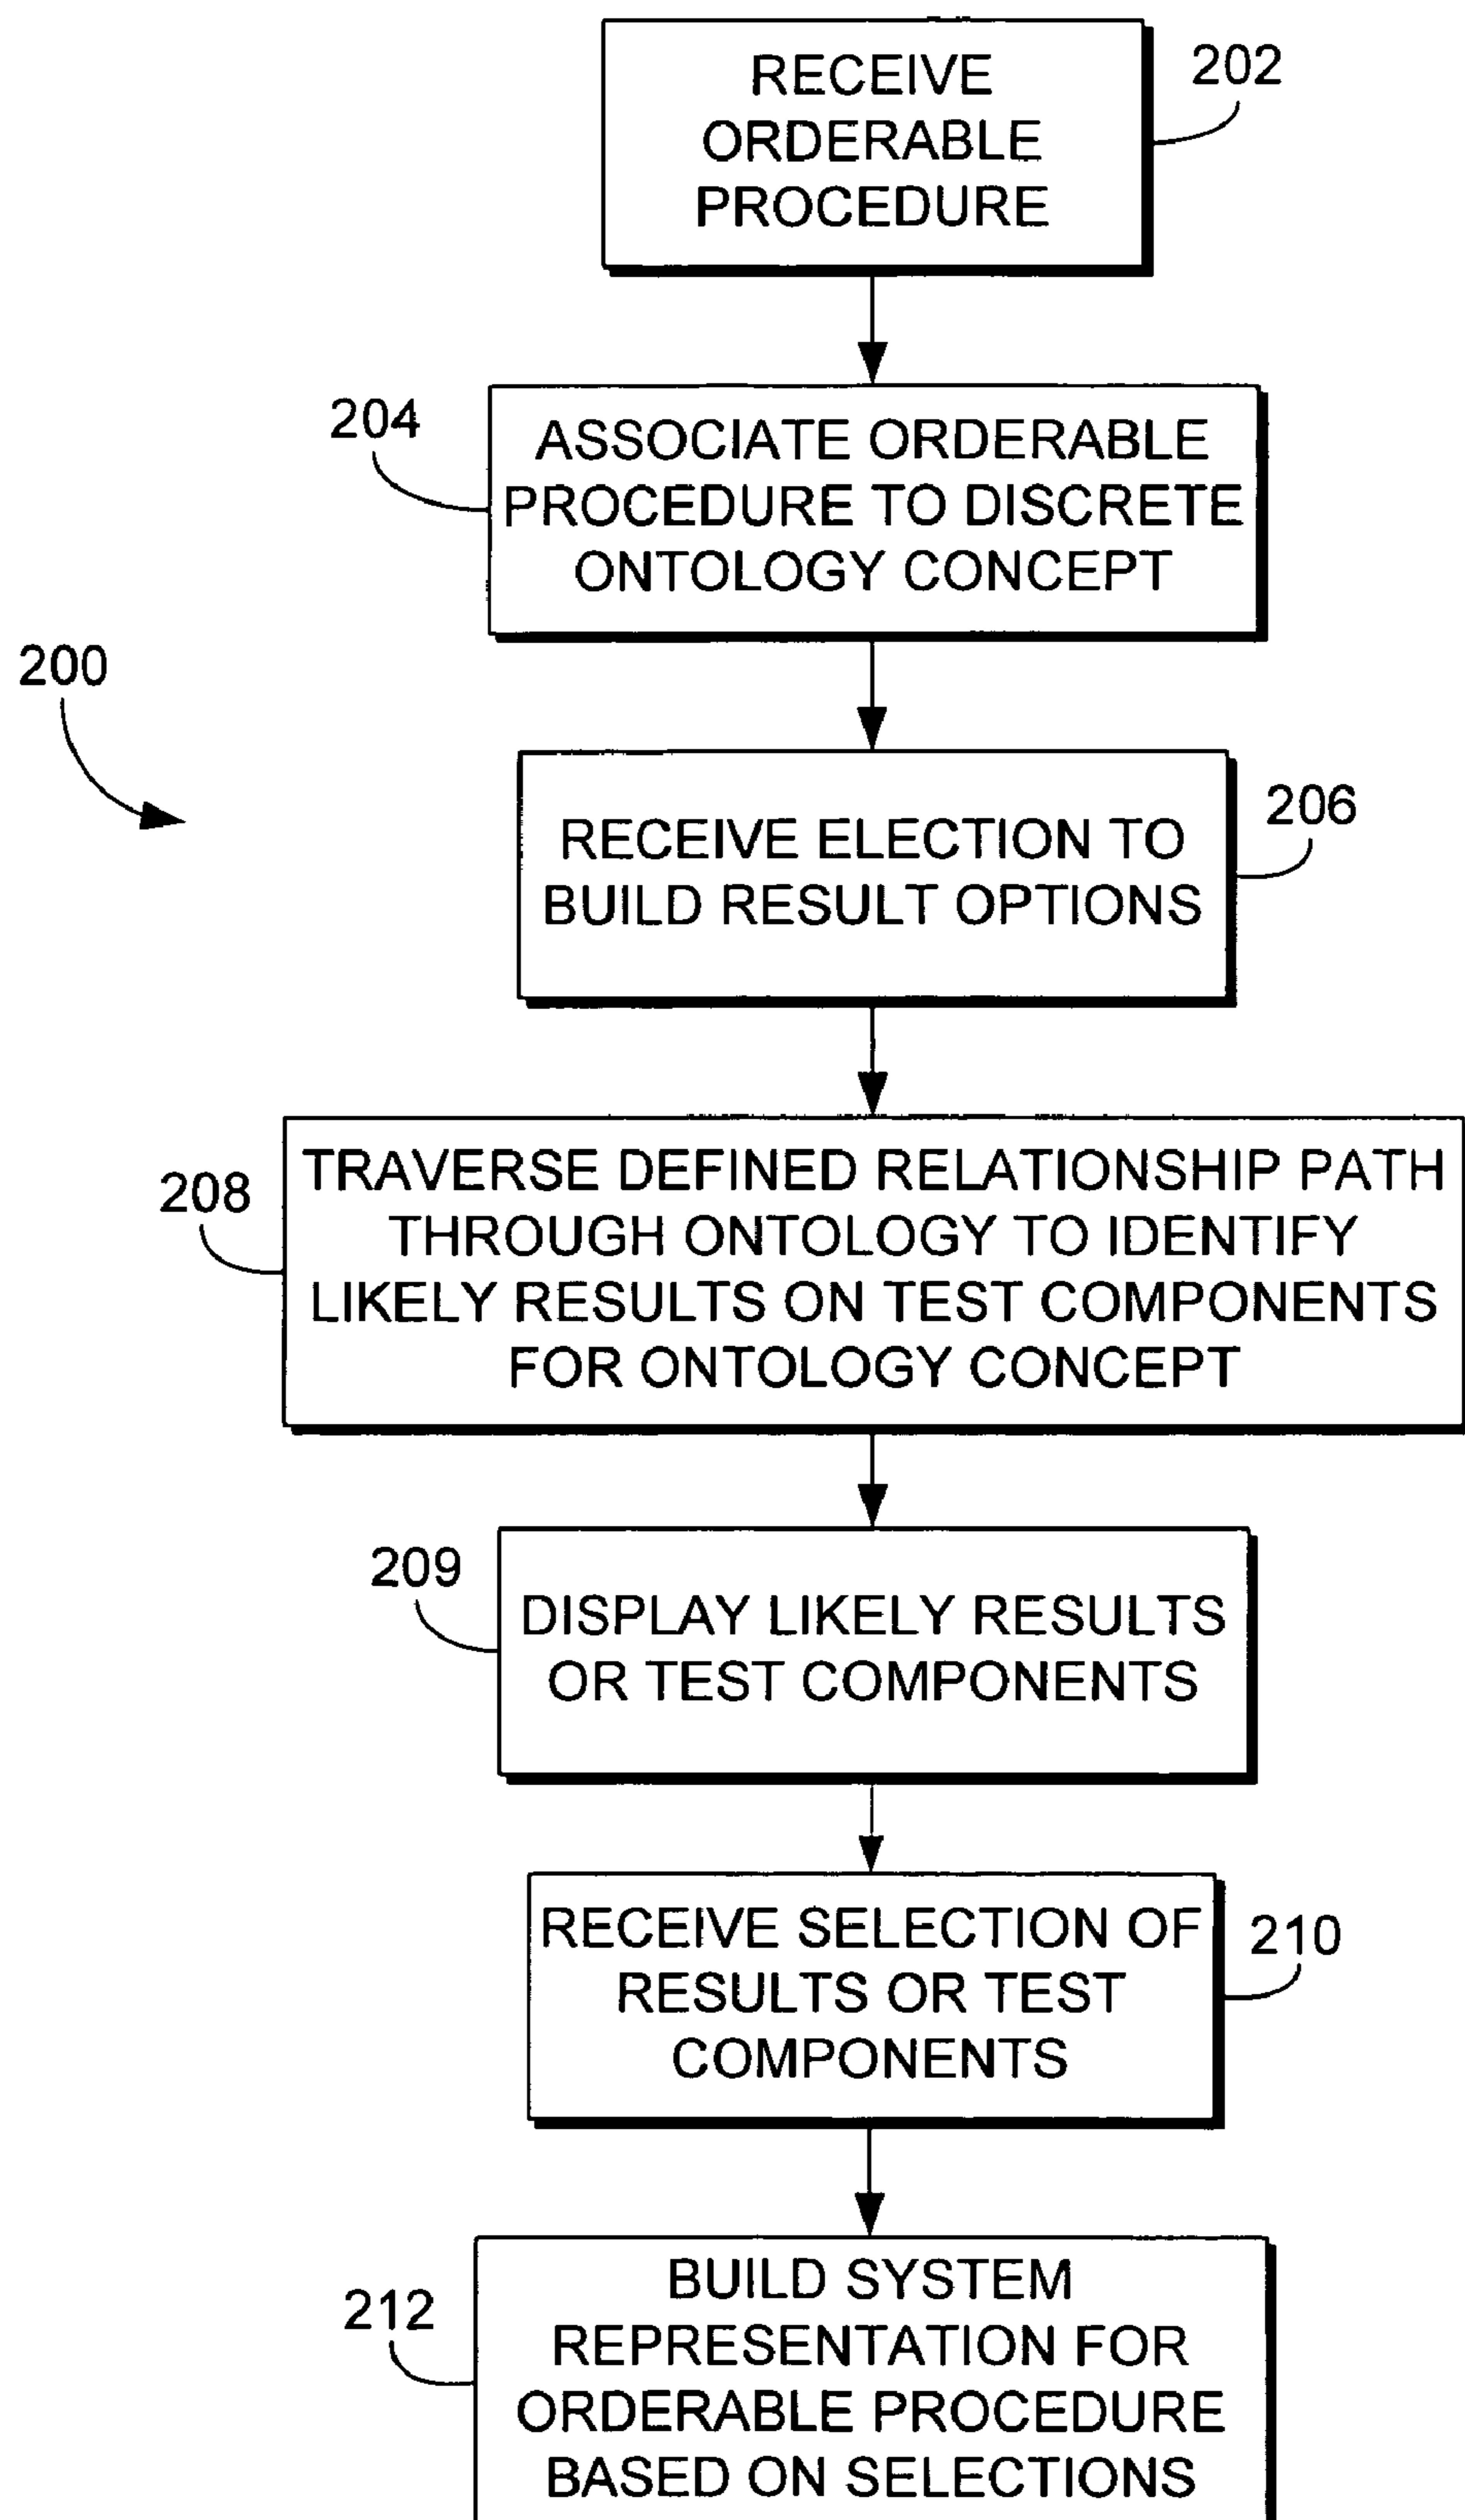 RECEIVE
ORDERABLE
PROCEDURE
202
204
ASSOCIATE ORDERABLE
PROCEDURE TO DISCRETE
ONTOLOGY CONCEPT
200
RECEIVE ELECTION TO
BUILD RESULT OPTIONS
206
208
TRAVERSE DEFINED RELATIONSHIP PATH
THROUGH ONTOLOGY TO IDENTIFY
LIKELY RESULTS ON TEST COMPONENTS
FOR ONTOLOGY CONCEPT
209
DISPLAY LIKELY RESULTS
OR TEST COMPONENTS
RECEIVE SELECTION OF
RESULTS OR TEST
COMPONENTS
210
212
BUILD SYSTEM
REPRESENTATION FOR
ORDERABLE PROCEDURE
BASED ON SELECTIONS